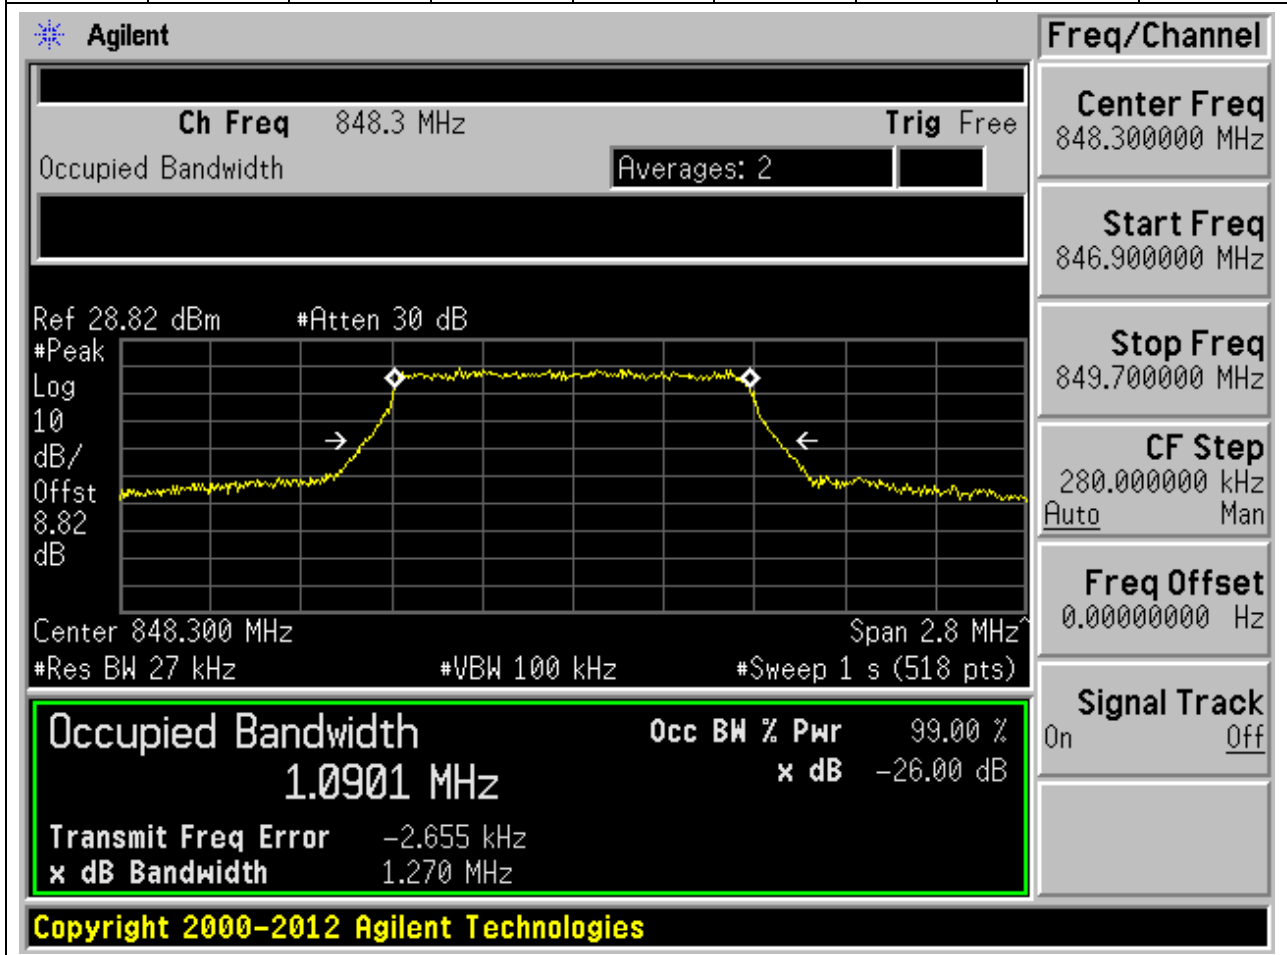 Agilent
Freq/Channel
Ch Freq 848.3 MHz Trig Free
Occupied Bandwidth Averages: 2
Center Freq
848.300000 MHz
Start Freq
846.900000 MHz
Stop Freq
849.700000 MHz
CF Step
280.000000 kHz
Auto Man
Freq Offset
0.00000000 Hz
Signal Track
On Off
Ref 28.82 dBm #Atten 30 dB
#Peak
Log
10
dB/
Offst
8.82
dB
Center 848.300 MHz Span 2.8 MHz^
#Res BW 27 kHz #VBW 100 kHz #Sweep 1 s (518 pts)
Occupied Bandwidth
1.0901 MHz
Occ BW % Pwr 99.00 %
x dB -26.00 dB
Transmit Freq Error -2.655 kHz
x dB Bandwidth 1.270 MHz
Copyright 2000-2012 Agilent Technologies